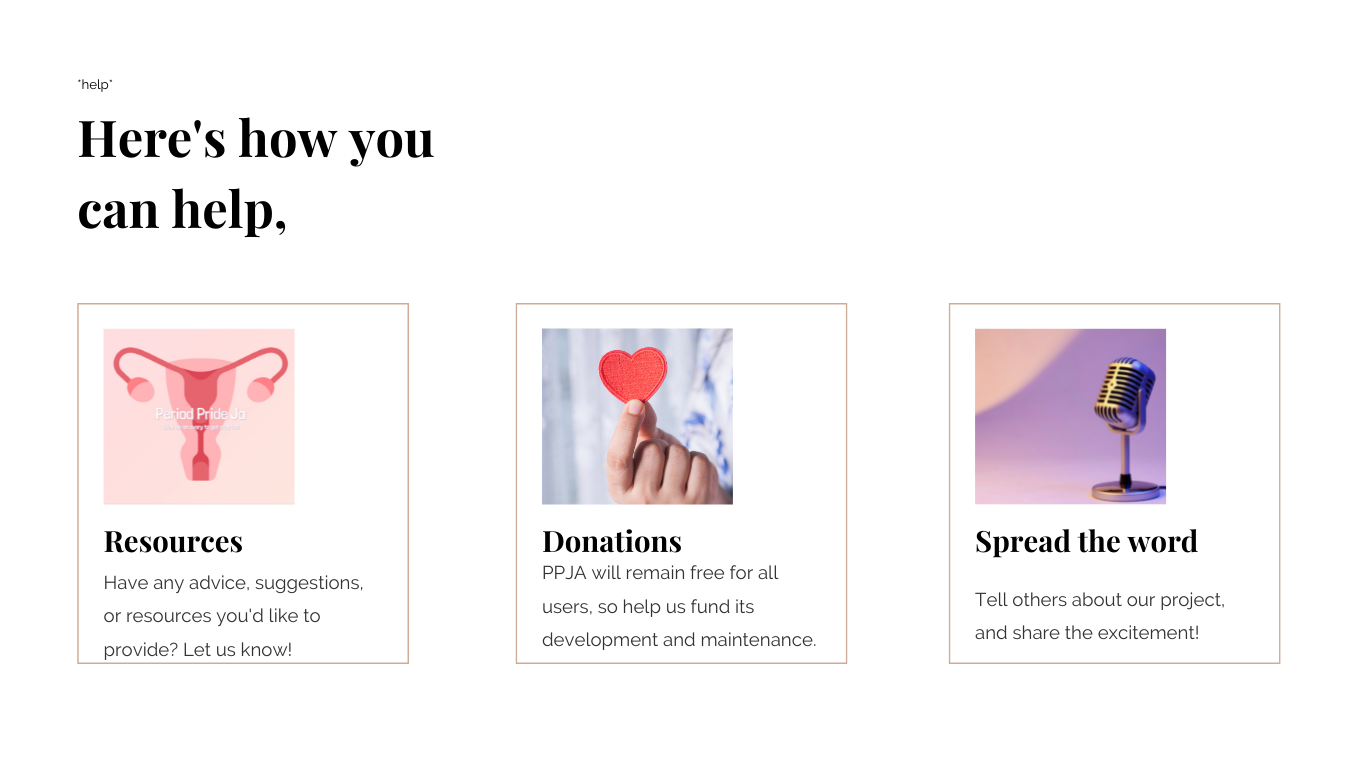 *help*
Here's how you
can help,
Period Pride Ja
Resources
Have any advice, suggestions,
or resources you'd like to
provide? Let us know!
Donations
PPJA will remain free for all
users, so help us fund its
development and maintenance.
Spread the word
Tell others about our project,
and share the excitement!